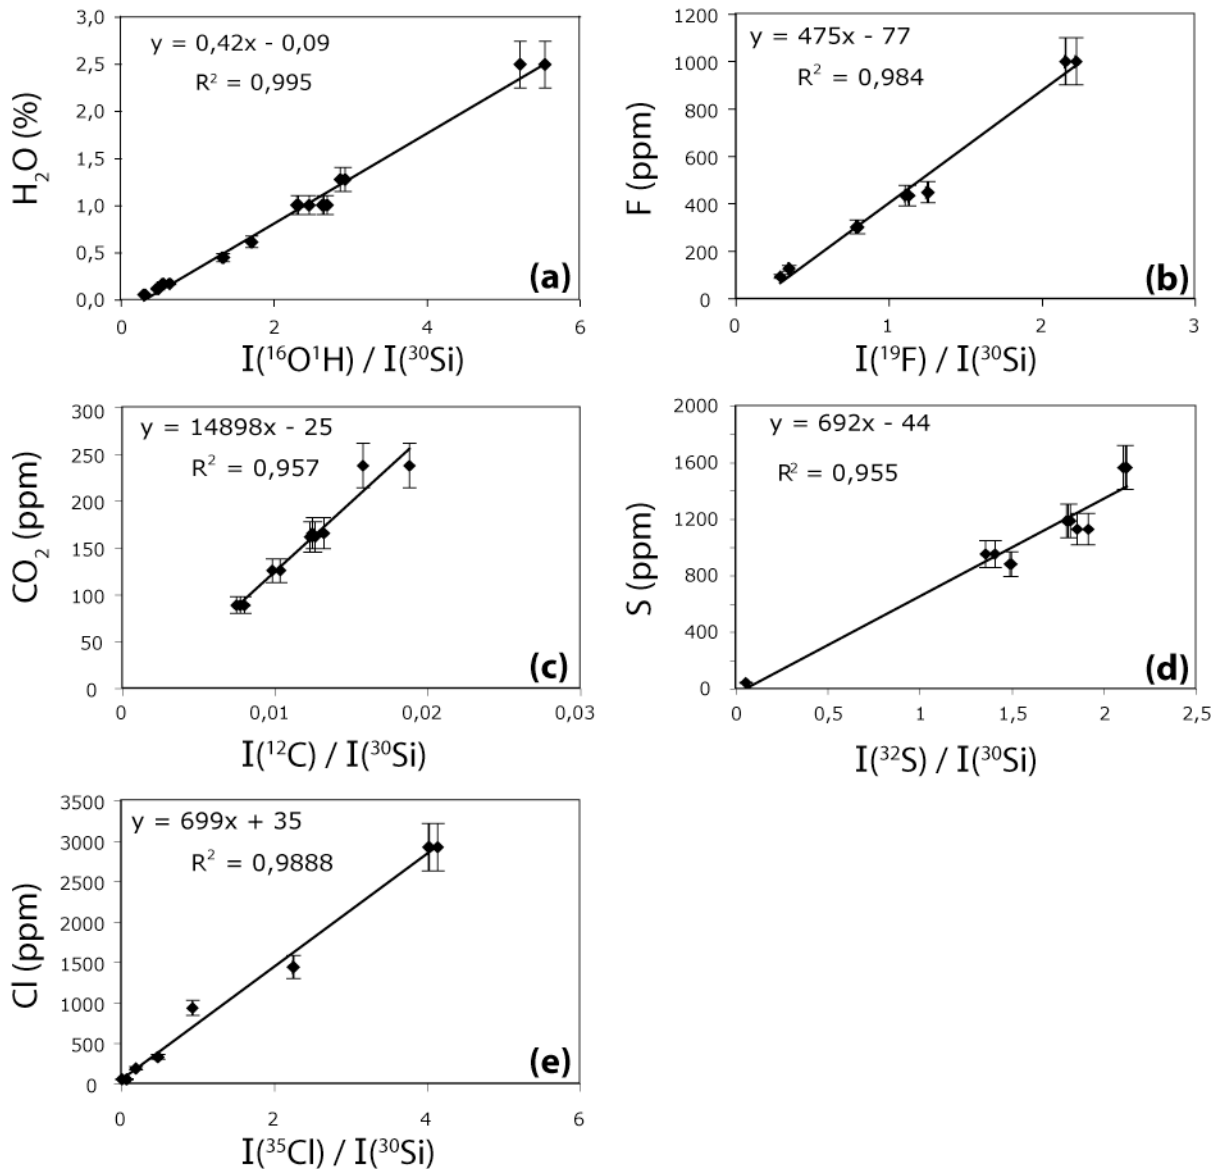 3,0
2,5
2,0
1,5
1,0
0,5
0,0
H₂O (%)
y = 0,42x - 0,09
R² = 0,995
(a)
0 2 4 6
I(¹⁶O¹H) / I(³⁰Si)
1200
1000
800
600
400
200
0
F (ppm)
y = 475x - 77
R² = 0,984
(b)
0 1 2 3
I(¹⁹F) / I(³⁰Si)
300
250
200
150
100
50
0
CO₂ (ppm)
y = 14898x - 25
R² = 0,957
(c)
0 0,01 0,02 0,03
I(¹²C) / I(³⁰Si)
2000
1600
1200
800
400
0
S (ppm)
y = 692x - 44
R² = 0,955
(d)
0 0,5 1 1,5 2 2,5
I(³²S) / I(³⁰Si)
3500
3000
2500
2000
1500
1000
500
0
Cl (ppm)
y = 699x + 35
R² = 0,9888
(e)
0 2 4 6
I(³⁵Cl) / I(³⁰Si)